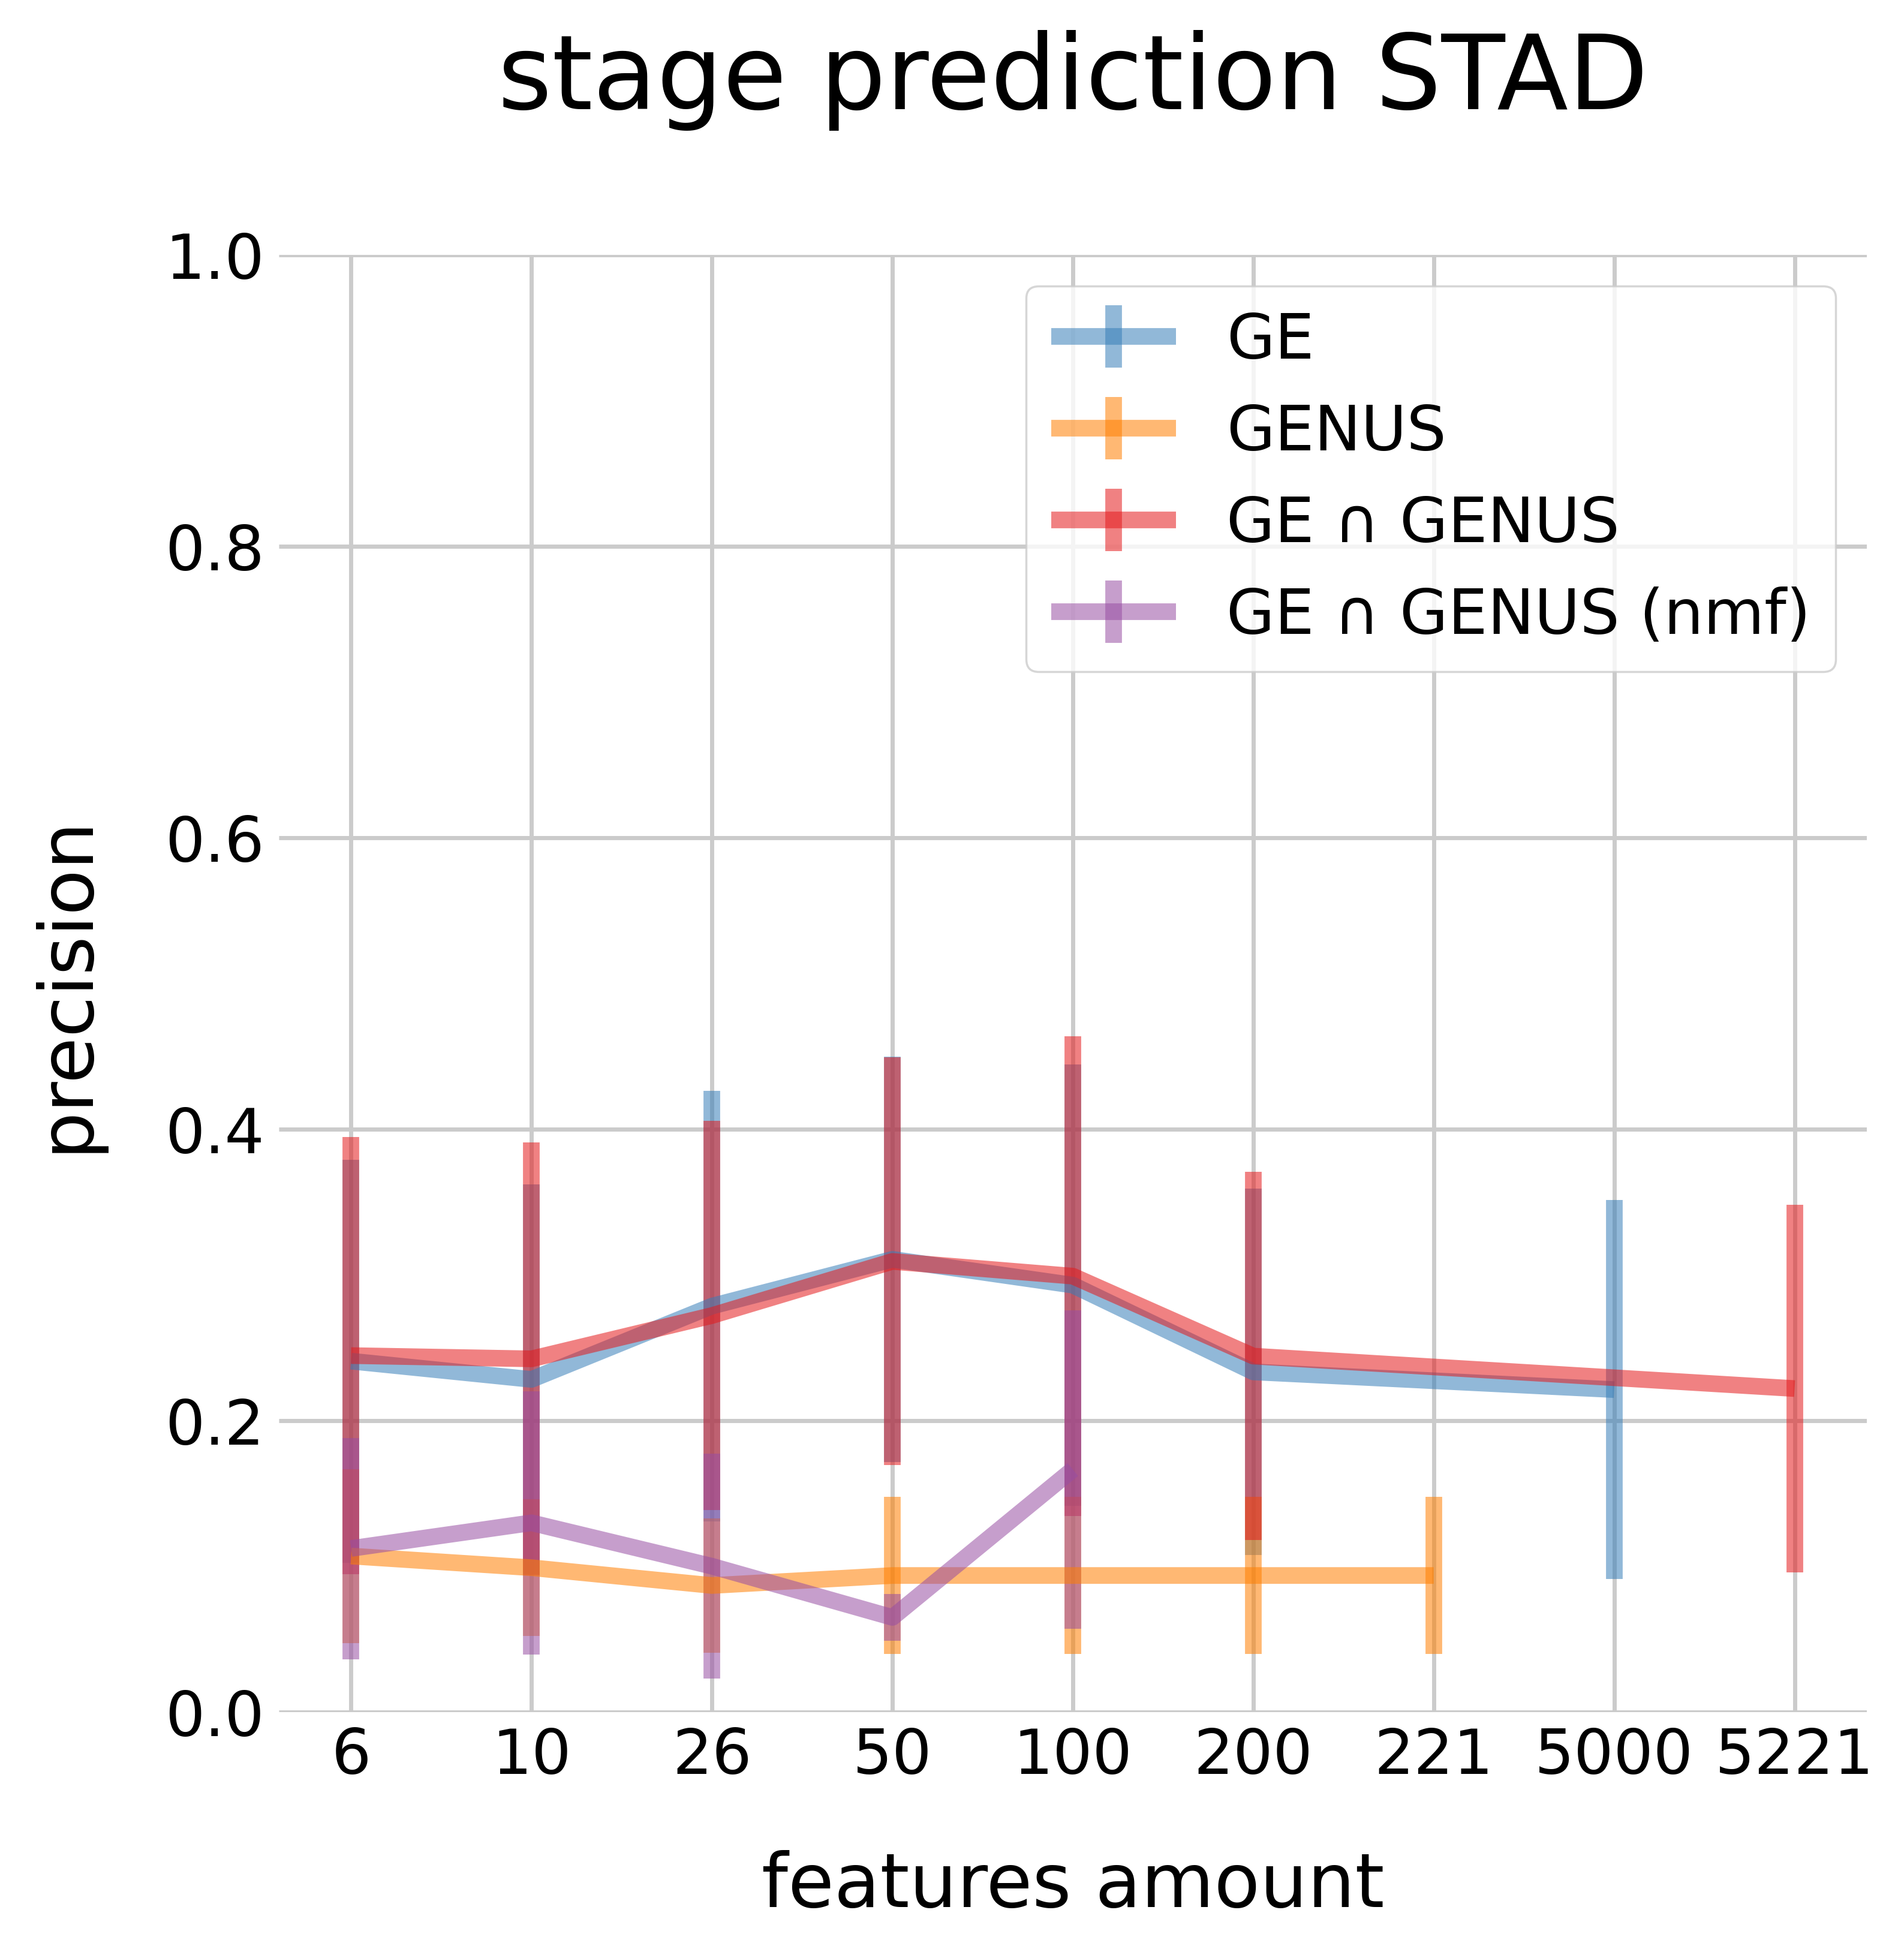 stage prediction STAD
1.0
0.8
0.6
0.4
0.2
0.0
precision
GE
GENUS
GE ∩ GENUS
GE ∩ GENUS (nmf)
6 10 26 50 100 200 221 5000 5221
features amount